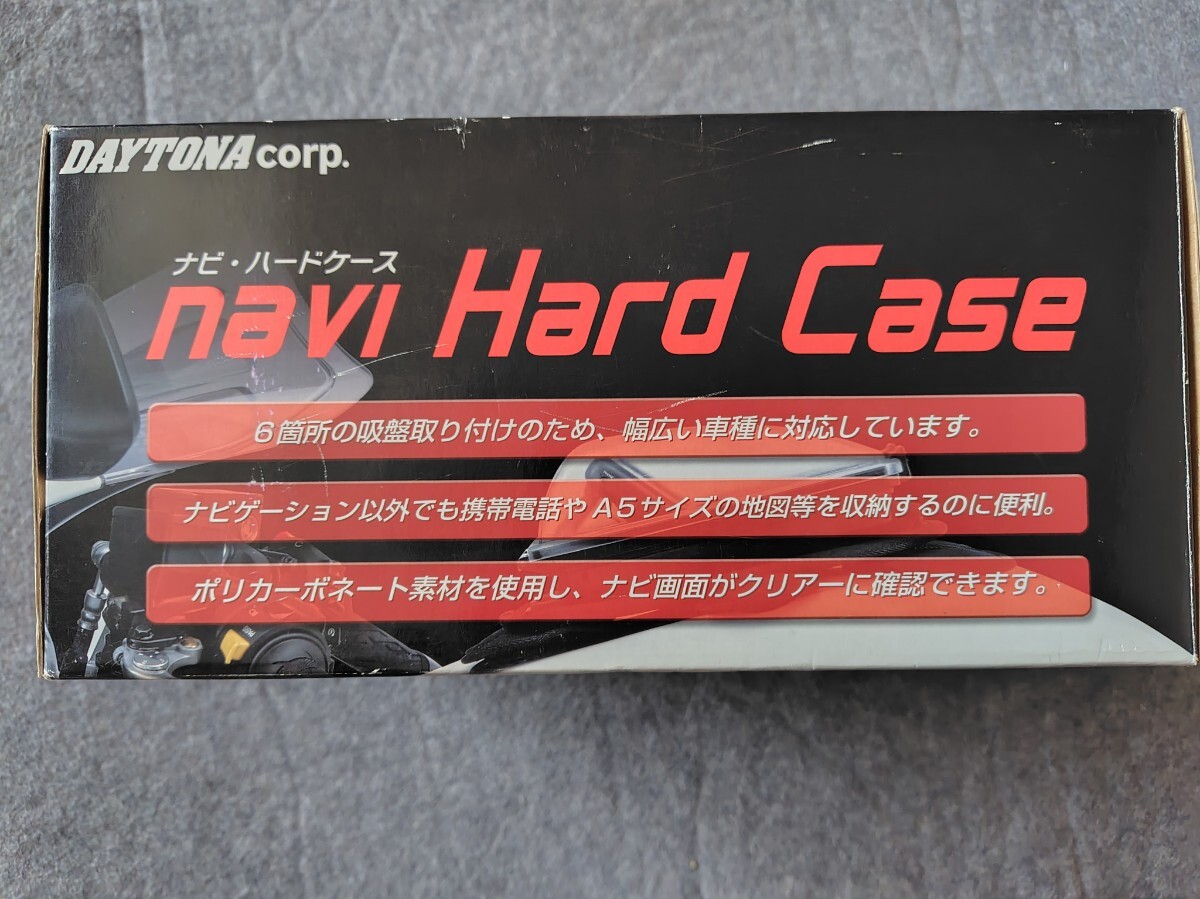 DAYTONA corp.
ナビ・ハードケース
navi Hard Case
6箇所の吸盤取り付けのため、幅広い車種に対応しています。
ナビゲーション以外でも携帯電話やA5サイズの地図等を収納するのに便利。
ポリカーボネート素材を使用し、ナビ画面がクリアーに確認できます。